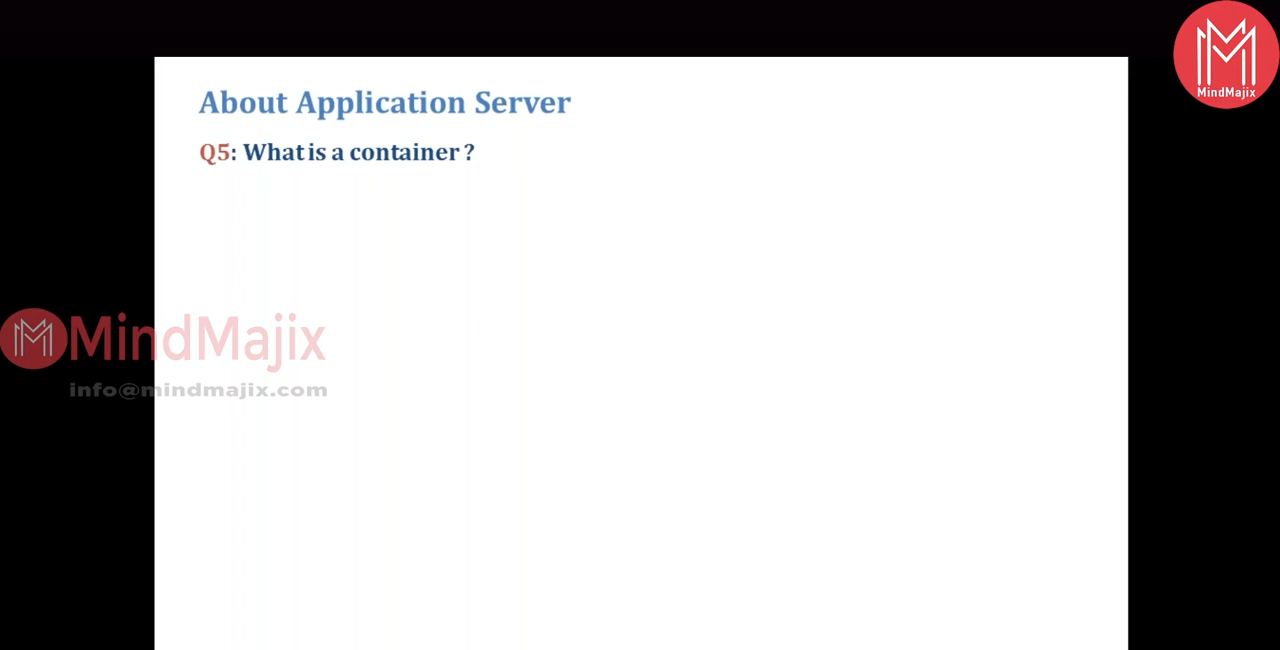 MindMajix
About Application Server
Q5: What is a container ?
MindMajix
info@mindmajix.com